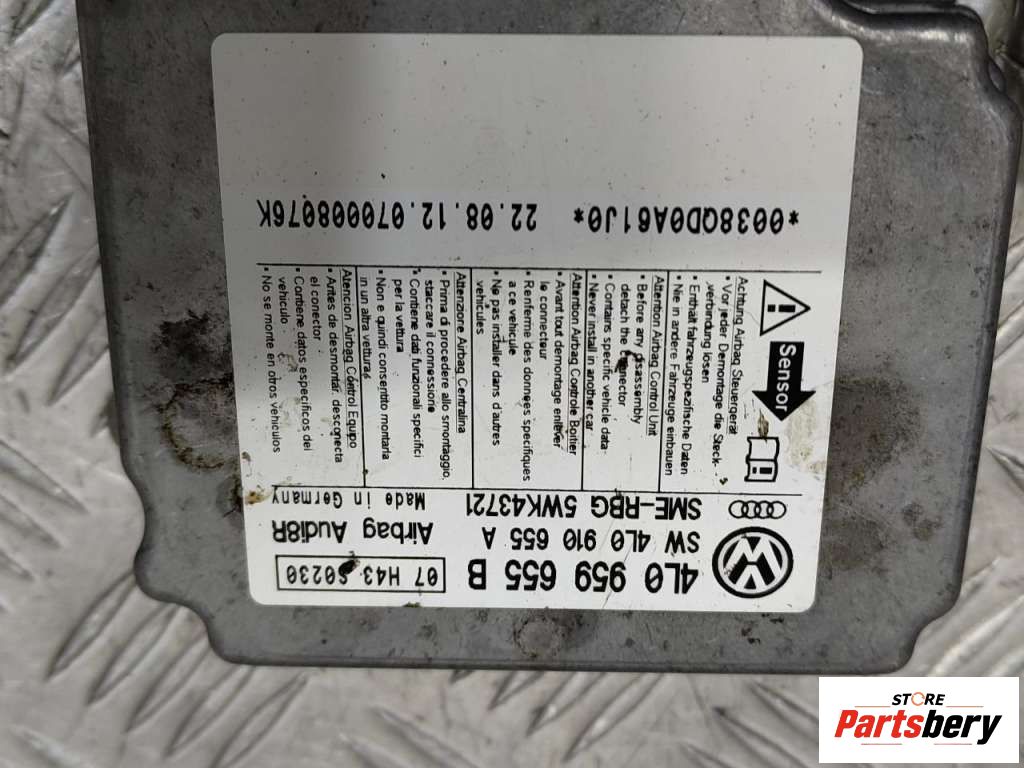 4L0 959 655 B
07 H43 S0230
SW 4L0 910 655 A
Airbag Audi8R
SME-RBG 5WK43721
Made in Germany
Sensor
Achtung Airbag Steuergerät
• Vor jeder Demontage die Steck-
verbindung lösen
• Enthält fahrzeugspezifische Daten
• Nie in andere Fahrzeuge einbauen
Attention Airbag Control Unit
• Before any disassembly
detach the connector
• Contains specific vehicle data
• Never install in another car
Attention Airbag Controle Boitier
• Avant tout demontage enlever
le connecteur
• Renferme des données spécifiques
a ce vehicule
• Ne pas installer dans d'autres
vehicules
Attenzione Airbag Centralina
• Prima di procedere allo smontaggio,
staccare il connessione
• Contiene dati funzionali specifici
per la vettura
• Non e quindi consentito montarla
in un altra vettura
Atencion Airbag Control Equipo
• Antes de desmontar, desconecta
el conector
• Contiene datos especificos del
vehiculo
• No se monte en otros vehiculos
*0038QD0A61J0* 22.08.12.070008076K
STORE
Partsbery